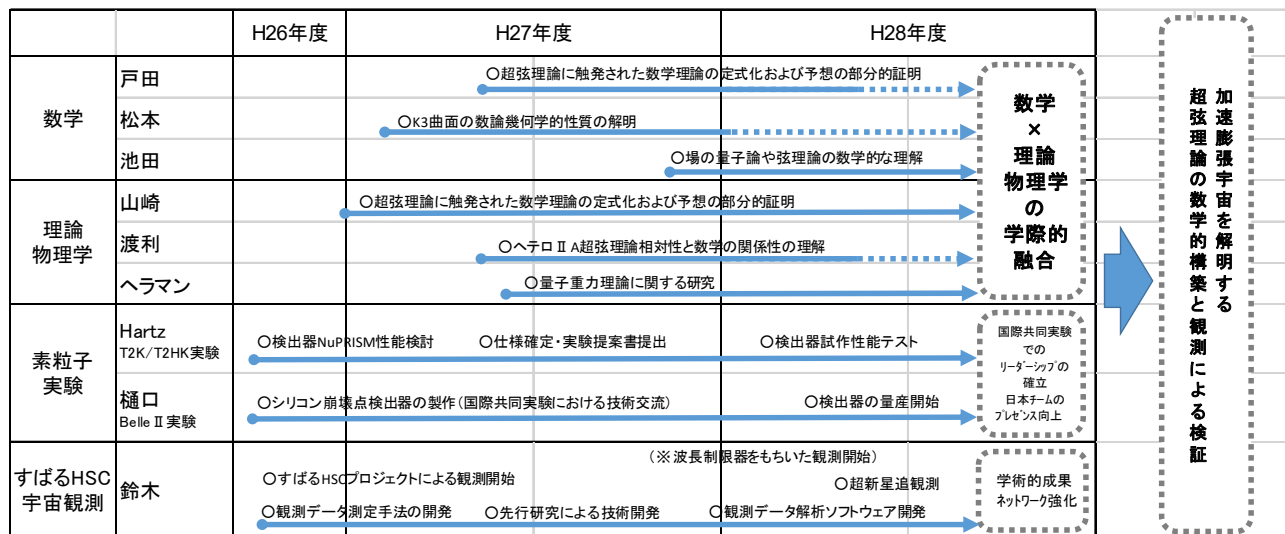 H26年度
H27年度
H28年度
数学
戸田
○超弦理論に触発された数学理論の定式化および予想の部分的証明
松本
○K3曲面の数論幾何学的性質の解明
池田
○場の量子論や弦理論の数学的な理解
理論
物理学
山崎
○超弦理論に触発された数学理論の定式化および予想の部分的証明
渡利
○ヘテロⅡA超弦理論相対性と数学の関係性の理解
ヘラマン
○量子重力理論に関する研究
数学
×
理論
物理学
の
学際的
融合
素粒子
実験
Hartz
T2K/T2HK実験
○検出器NuPRISM性能検討
○仕様確定・実験提案書提出
○検出器試作性能テスト
樋口
BelleⅡ実験
○シリコン崩壊点検出器の製作(国際共同実験における技術交流)
○検出器の量産開始
国際共同実験
での
リーダーシップの
確立
日本チームの
プレゼンス向上
すばるHSC
宇宙観測
鈴木
(※波長制限器をもちいた観測開始)
○すばるHSCプロジェクトによる観測開始
○超新星追観測
○観測データ測定手法の開発
○先行研究による技術開発
○観測データ解析ソフトウェア開発
学術的成果
ネットワーク強化
加速膨張宇宙を解明する
超弦理論の数学的構築と観測による検証